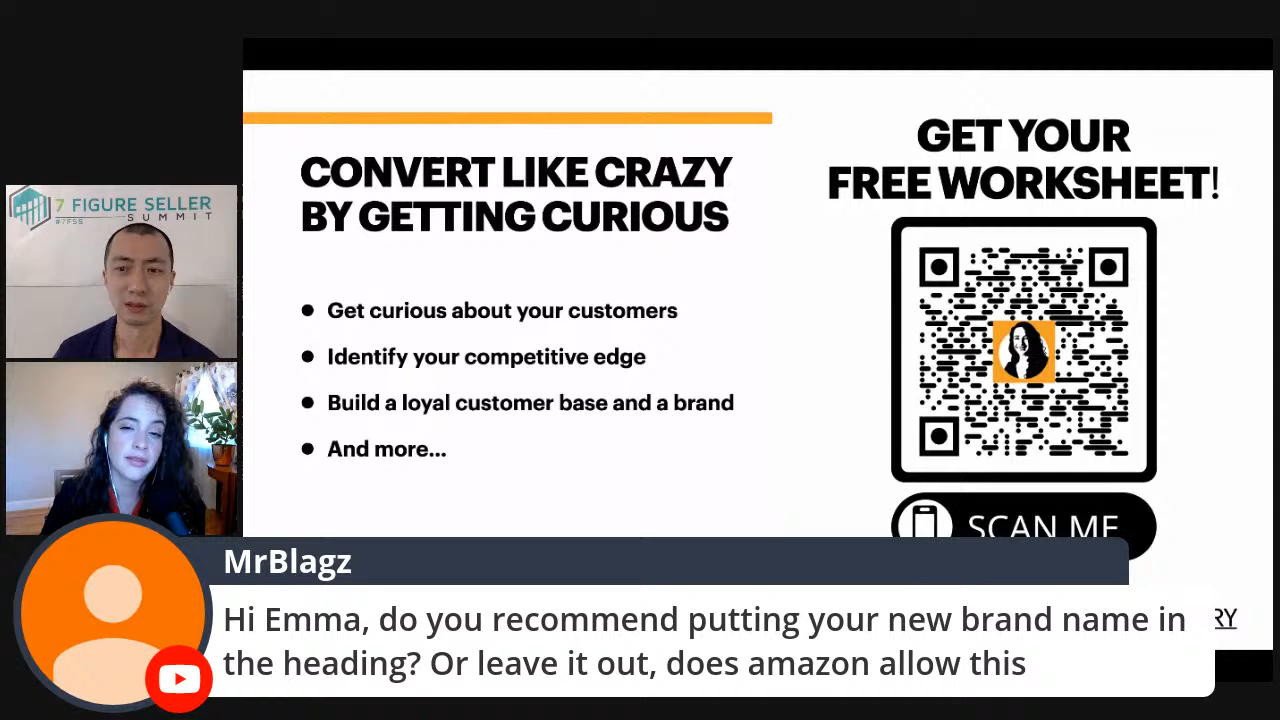 7 FIGURE SELLER
SUMMIT
#7FSS
CONVERT LIKE CRAZY
BY GETTING CURIOUS
● Get curious about your customers
● Identify your competitive edge
● Build a loyal customer base and a brand
● And more...
GET YOUR
FREE WORKSHEET!
SCAN ME
RY
MrBlagz
Hi Emma, do you recommend putting your new brand name in
the heading? Or leave it out, does amazon allow this